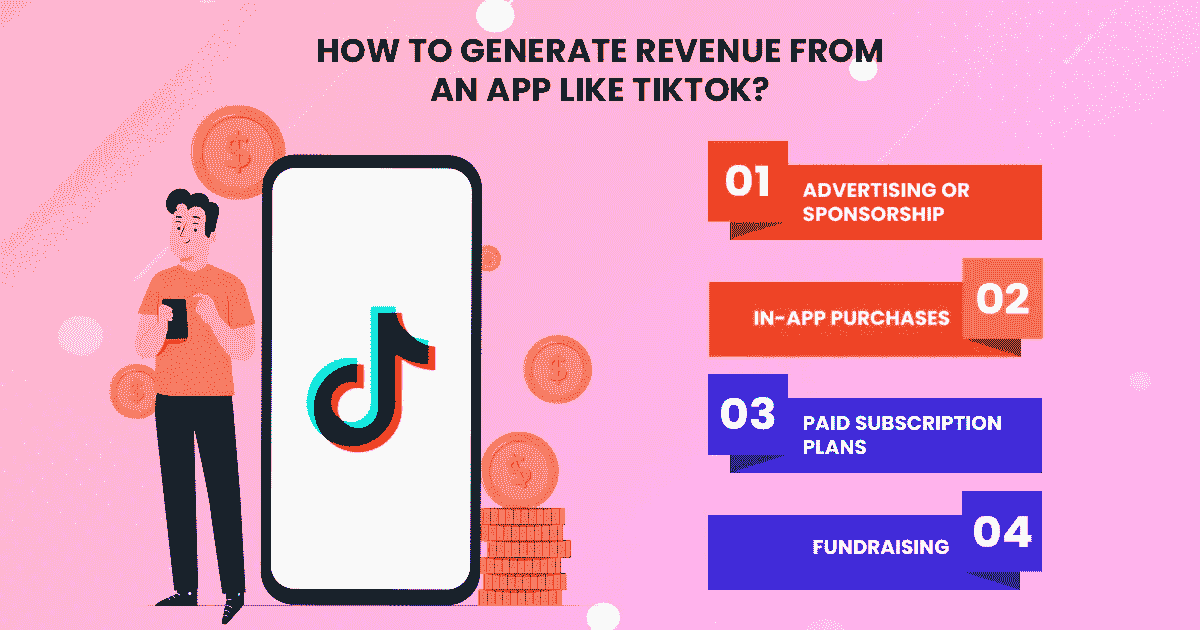 HOW TO GENERATE REVENUE FROM
AN APP LIKE TIKTOK?
01
ADVERTISING OR
SPONSORSHIP
IN-APP PURCHASES
02
03
PAID SUBSCRIPTION
PLANS
FUNDRAISING
04